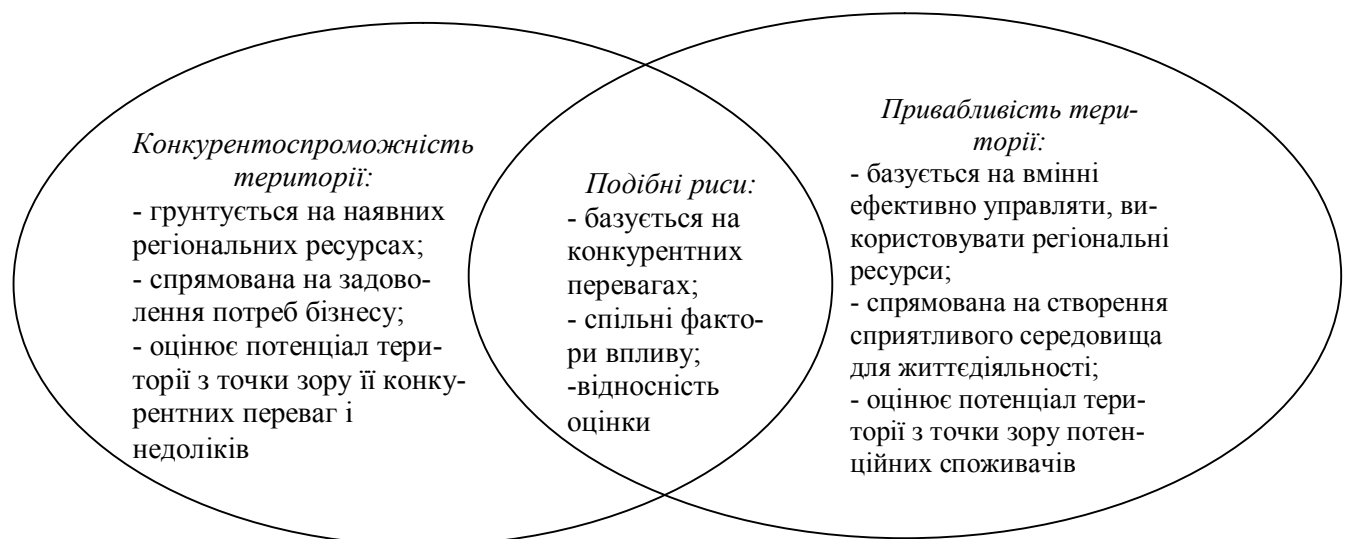 Конкурентоспроможність
території:
- грунтується на наявних
регіональних ресурсах;
- спрямована на задово-
лення потреб бізнесу;
- оцінює потенціал тери-
торії з точки зору її конку-
рентних переваг і
недоліків
Подібні риси:
- базується на
конкурентних
перевагах;
- спільні факто-
ри впливу;
-відносність
оцінки
Привабливість тери-
торії:
- базується на вмінні
ефективно управляти, ви-
користовувати регіональні
ресурси;
- спрямована на створення
сприятливого середовища
для життєдіяльності;
- оцінює потенціал тери-
торії з точки зору потен-
ційних споживачів